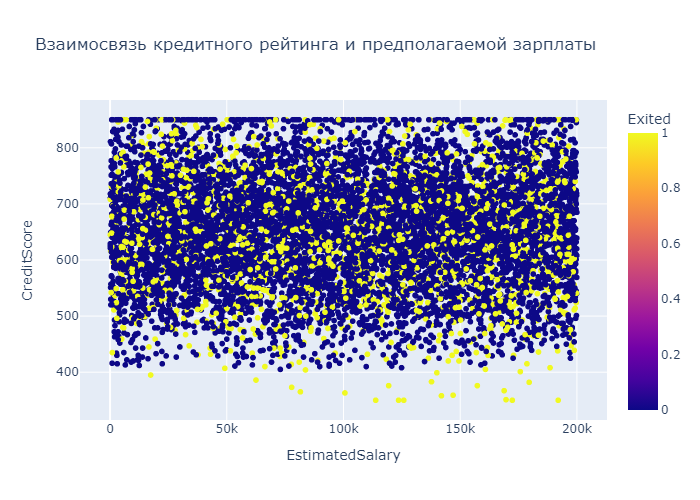 Взаимосвязь кредитного рейтинга и предполагаемой зарплаты
Exited
CreditScore
800
700
600
500
400
0
50k
100k
150k
200k
EstimatedSalary
1
0.8
0.6
0.4
0.2
0